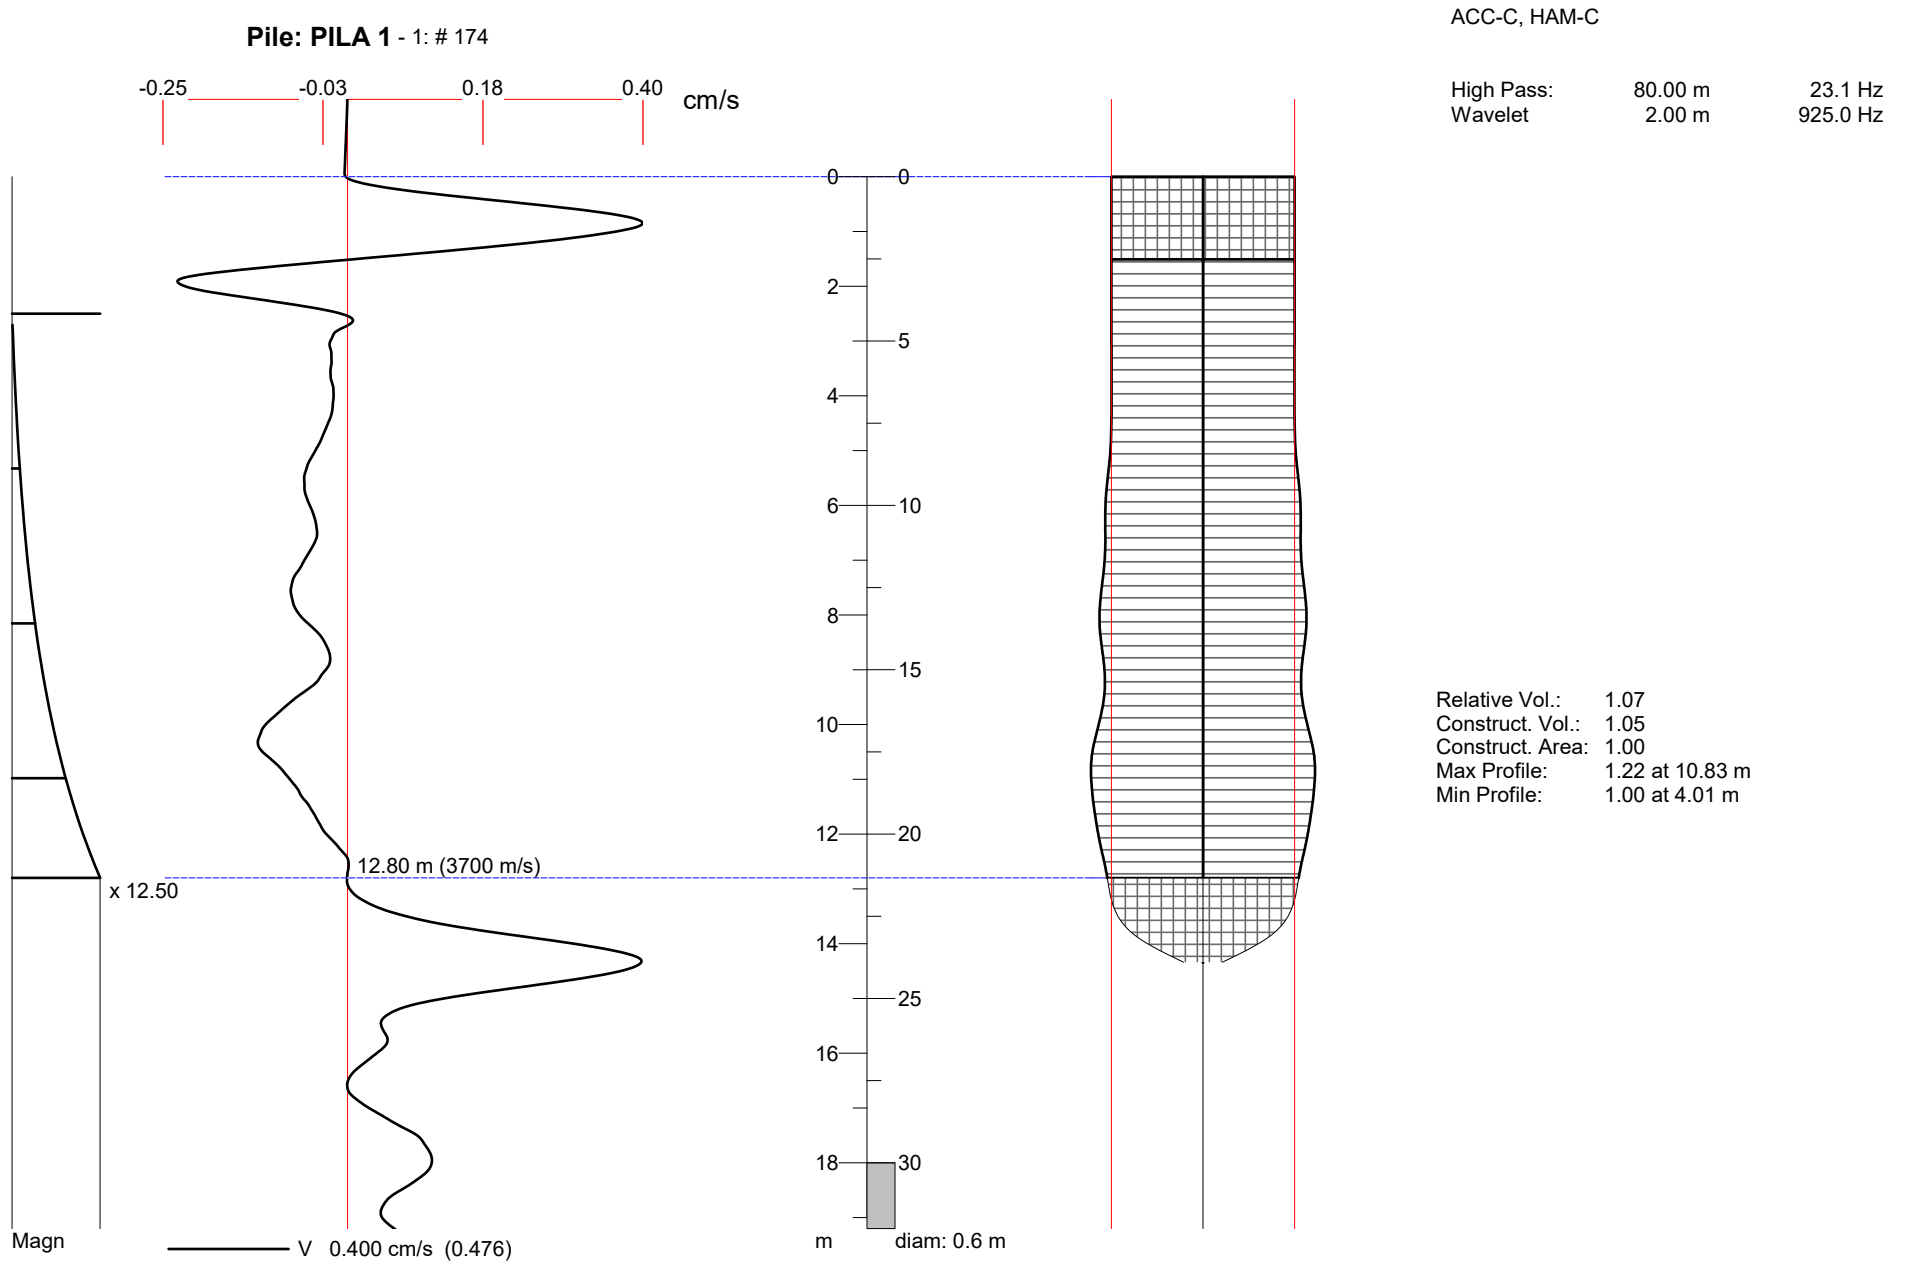 ACC-C, HAM-C
Pile: PILA 1 - 1: # 174
-0.25 -0.03 0.18 0.40 cm/s
High Pass: 80.00 m 23.1 Hz
Wavelet 2.00 m 925.0 Hz
0 0
2
5
4
6 10
8
15
10
12 20
14
25
16
18 30
12.80 m (3700 m/s)
x 12.50
Relative Vol.: 1.07
Construct. Vol.: 1.05
Construct. Area: 1.00
Max Profile: 1.22 at 10.83 m
Min Profile: 1.00 at 4.01 m
Magn
V 0.400 cm/s (0.476)
m
diam: 0.6 m